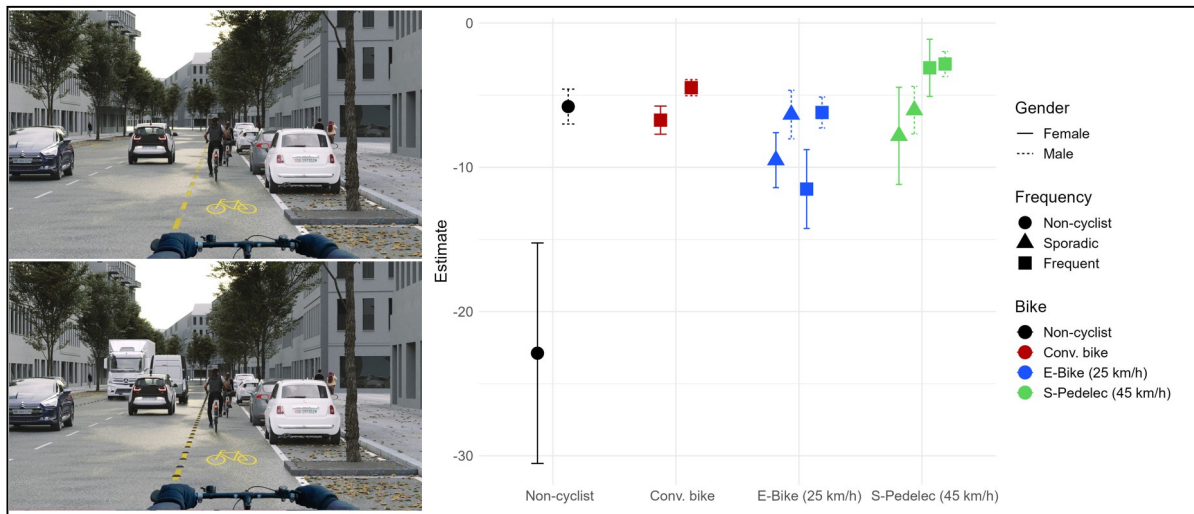 0
-10
-20
-30
Estimate
Non-cyclist
Conv. bike
E-Bike (25 km/h)
S-Pedelec (45 km/h)
Gender
Female
Male
Frequency
Non-cyclist
Sporadic
Frequent
Bike
Non-cyclist
Conv. bike
E-Bike (25 km/h)
S-Pedelec (45 km/h)